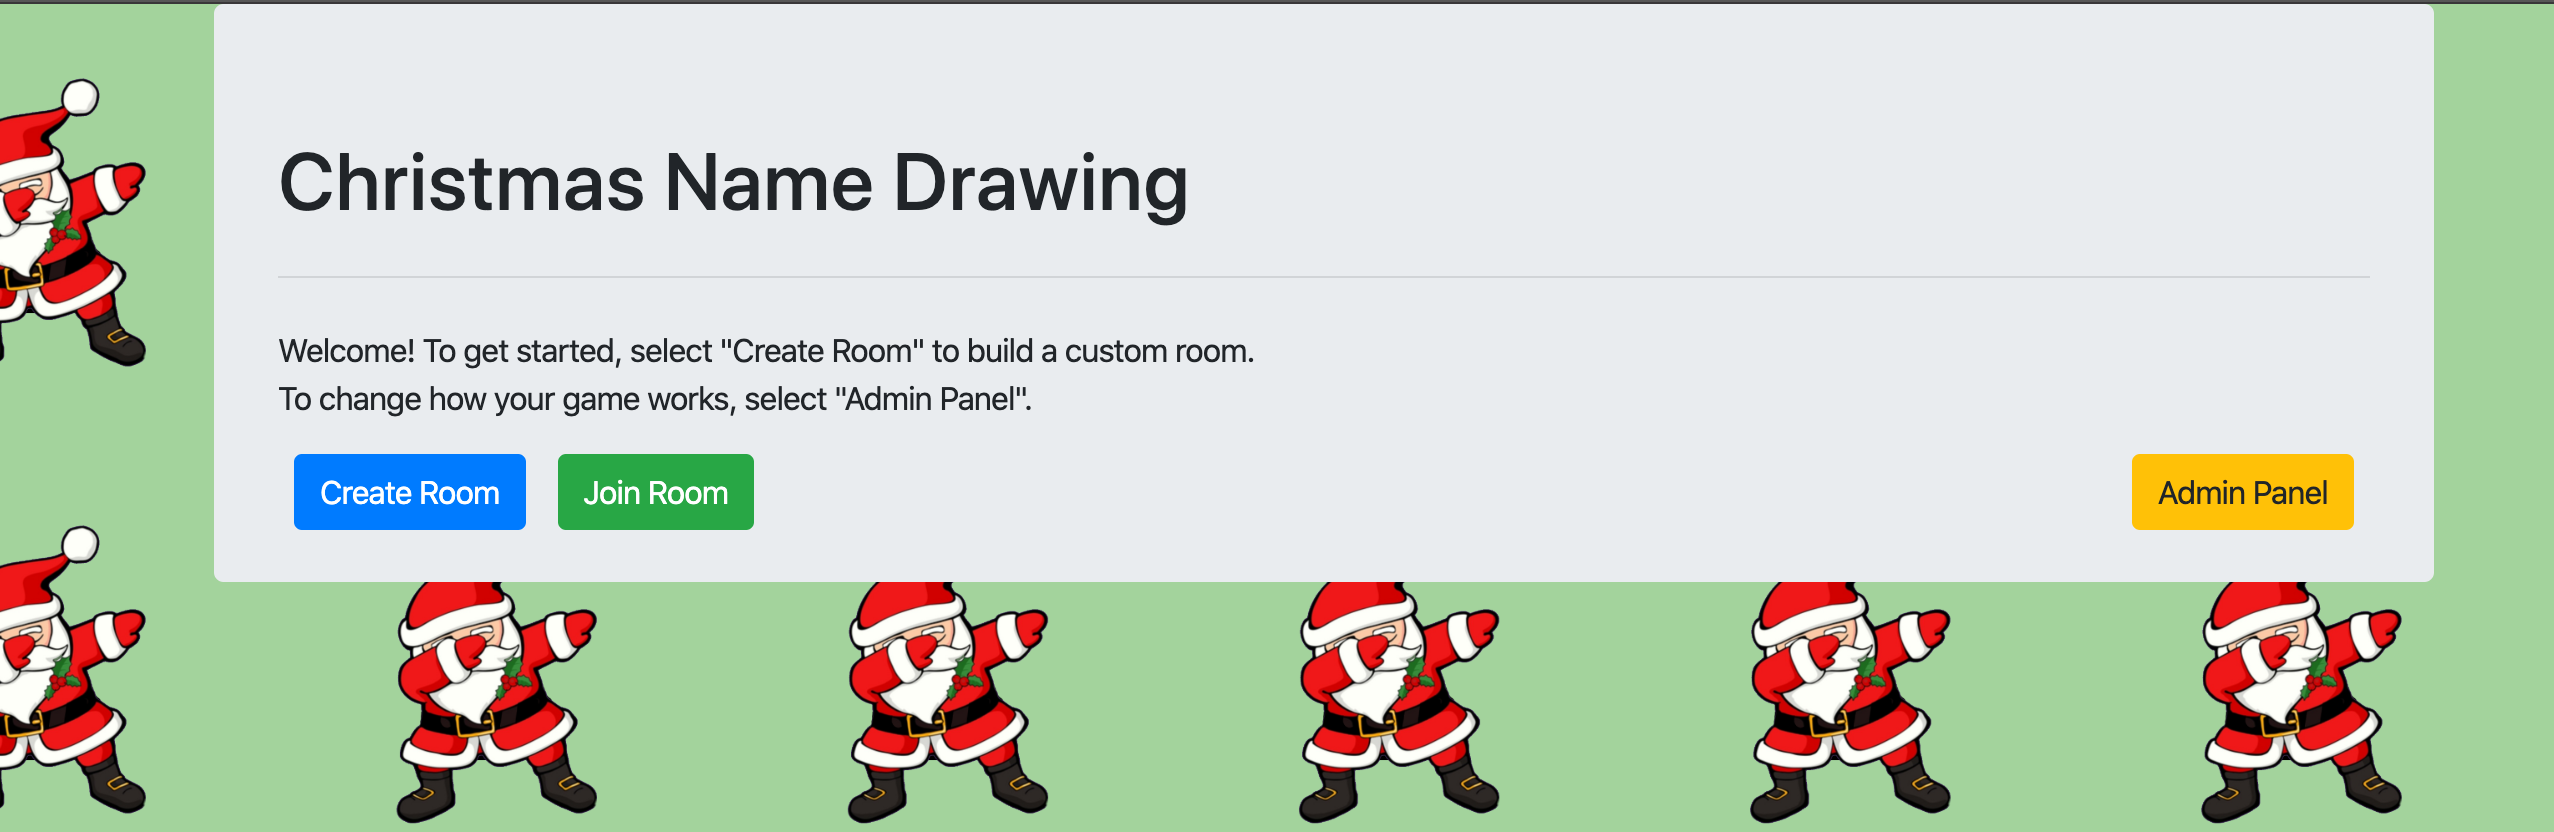 Christmas Name Drawing
Welcome! To get started, select "Create Room" to build a custom room.
To change how your game works, select "Admin Panel".
Create Room
Join Room
Admin Panel